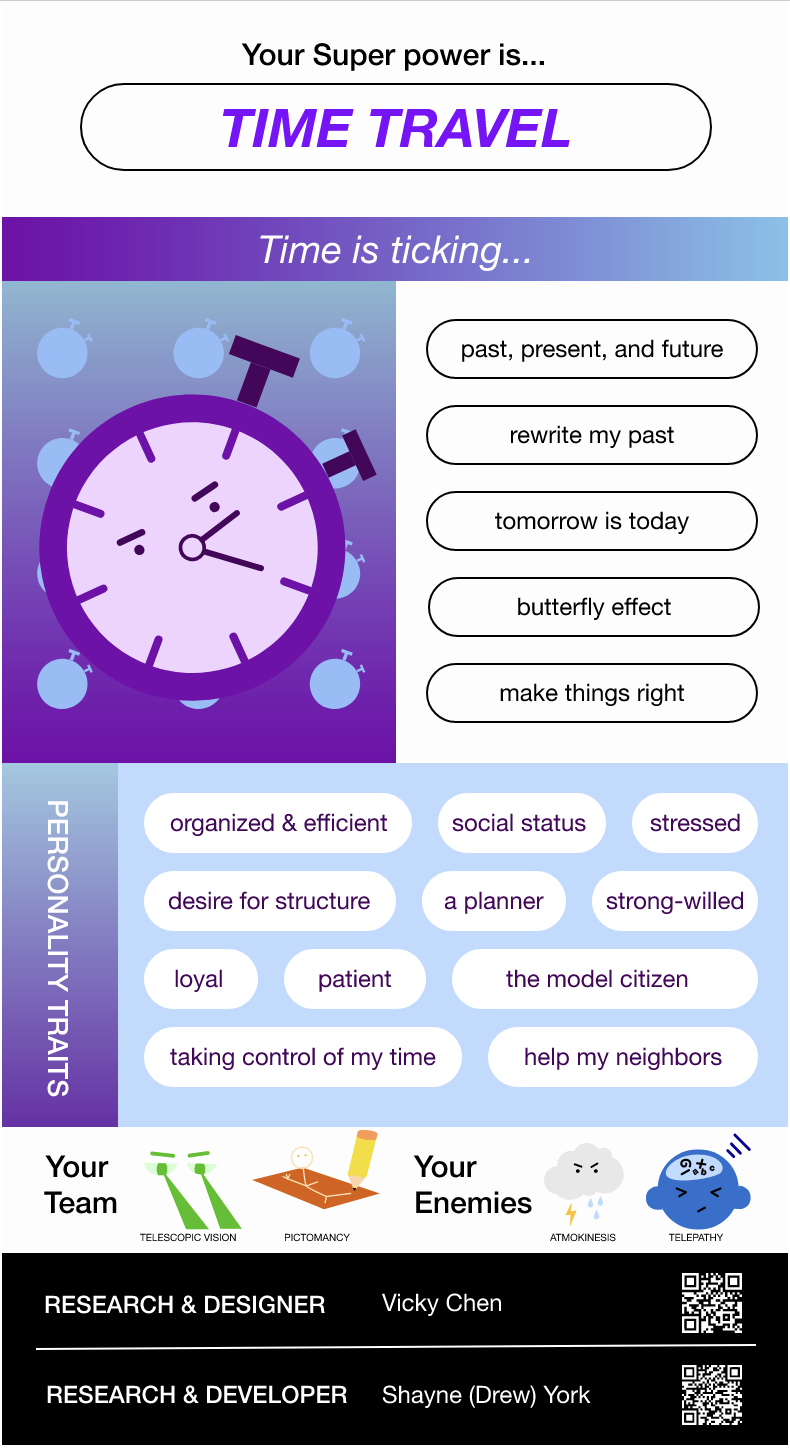 Your Super power is...
TIME TRAVEL
Time is ticking...
past, present, and future
rewrite my past
tomorrow is today
butterfly effect
make things right
PERSONALITY TRAITS
organized & efficient
social status
stressed
desire for structure
a planner
strong-willed
loyal
patient
the model citizen
taking control of my time
help my neighbors
Your
Team
TELESCOPIC VISION
PICTOMANCY
Your
Enemies
ATMOKINESIS
TELEPATHY
RESEARCH & DESIGNER
Vicky Chen
RESEARCH & DEVELOPER
Shayne (Drew) York